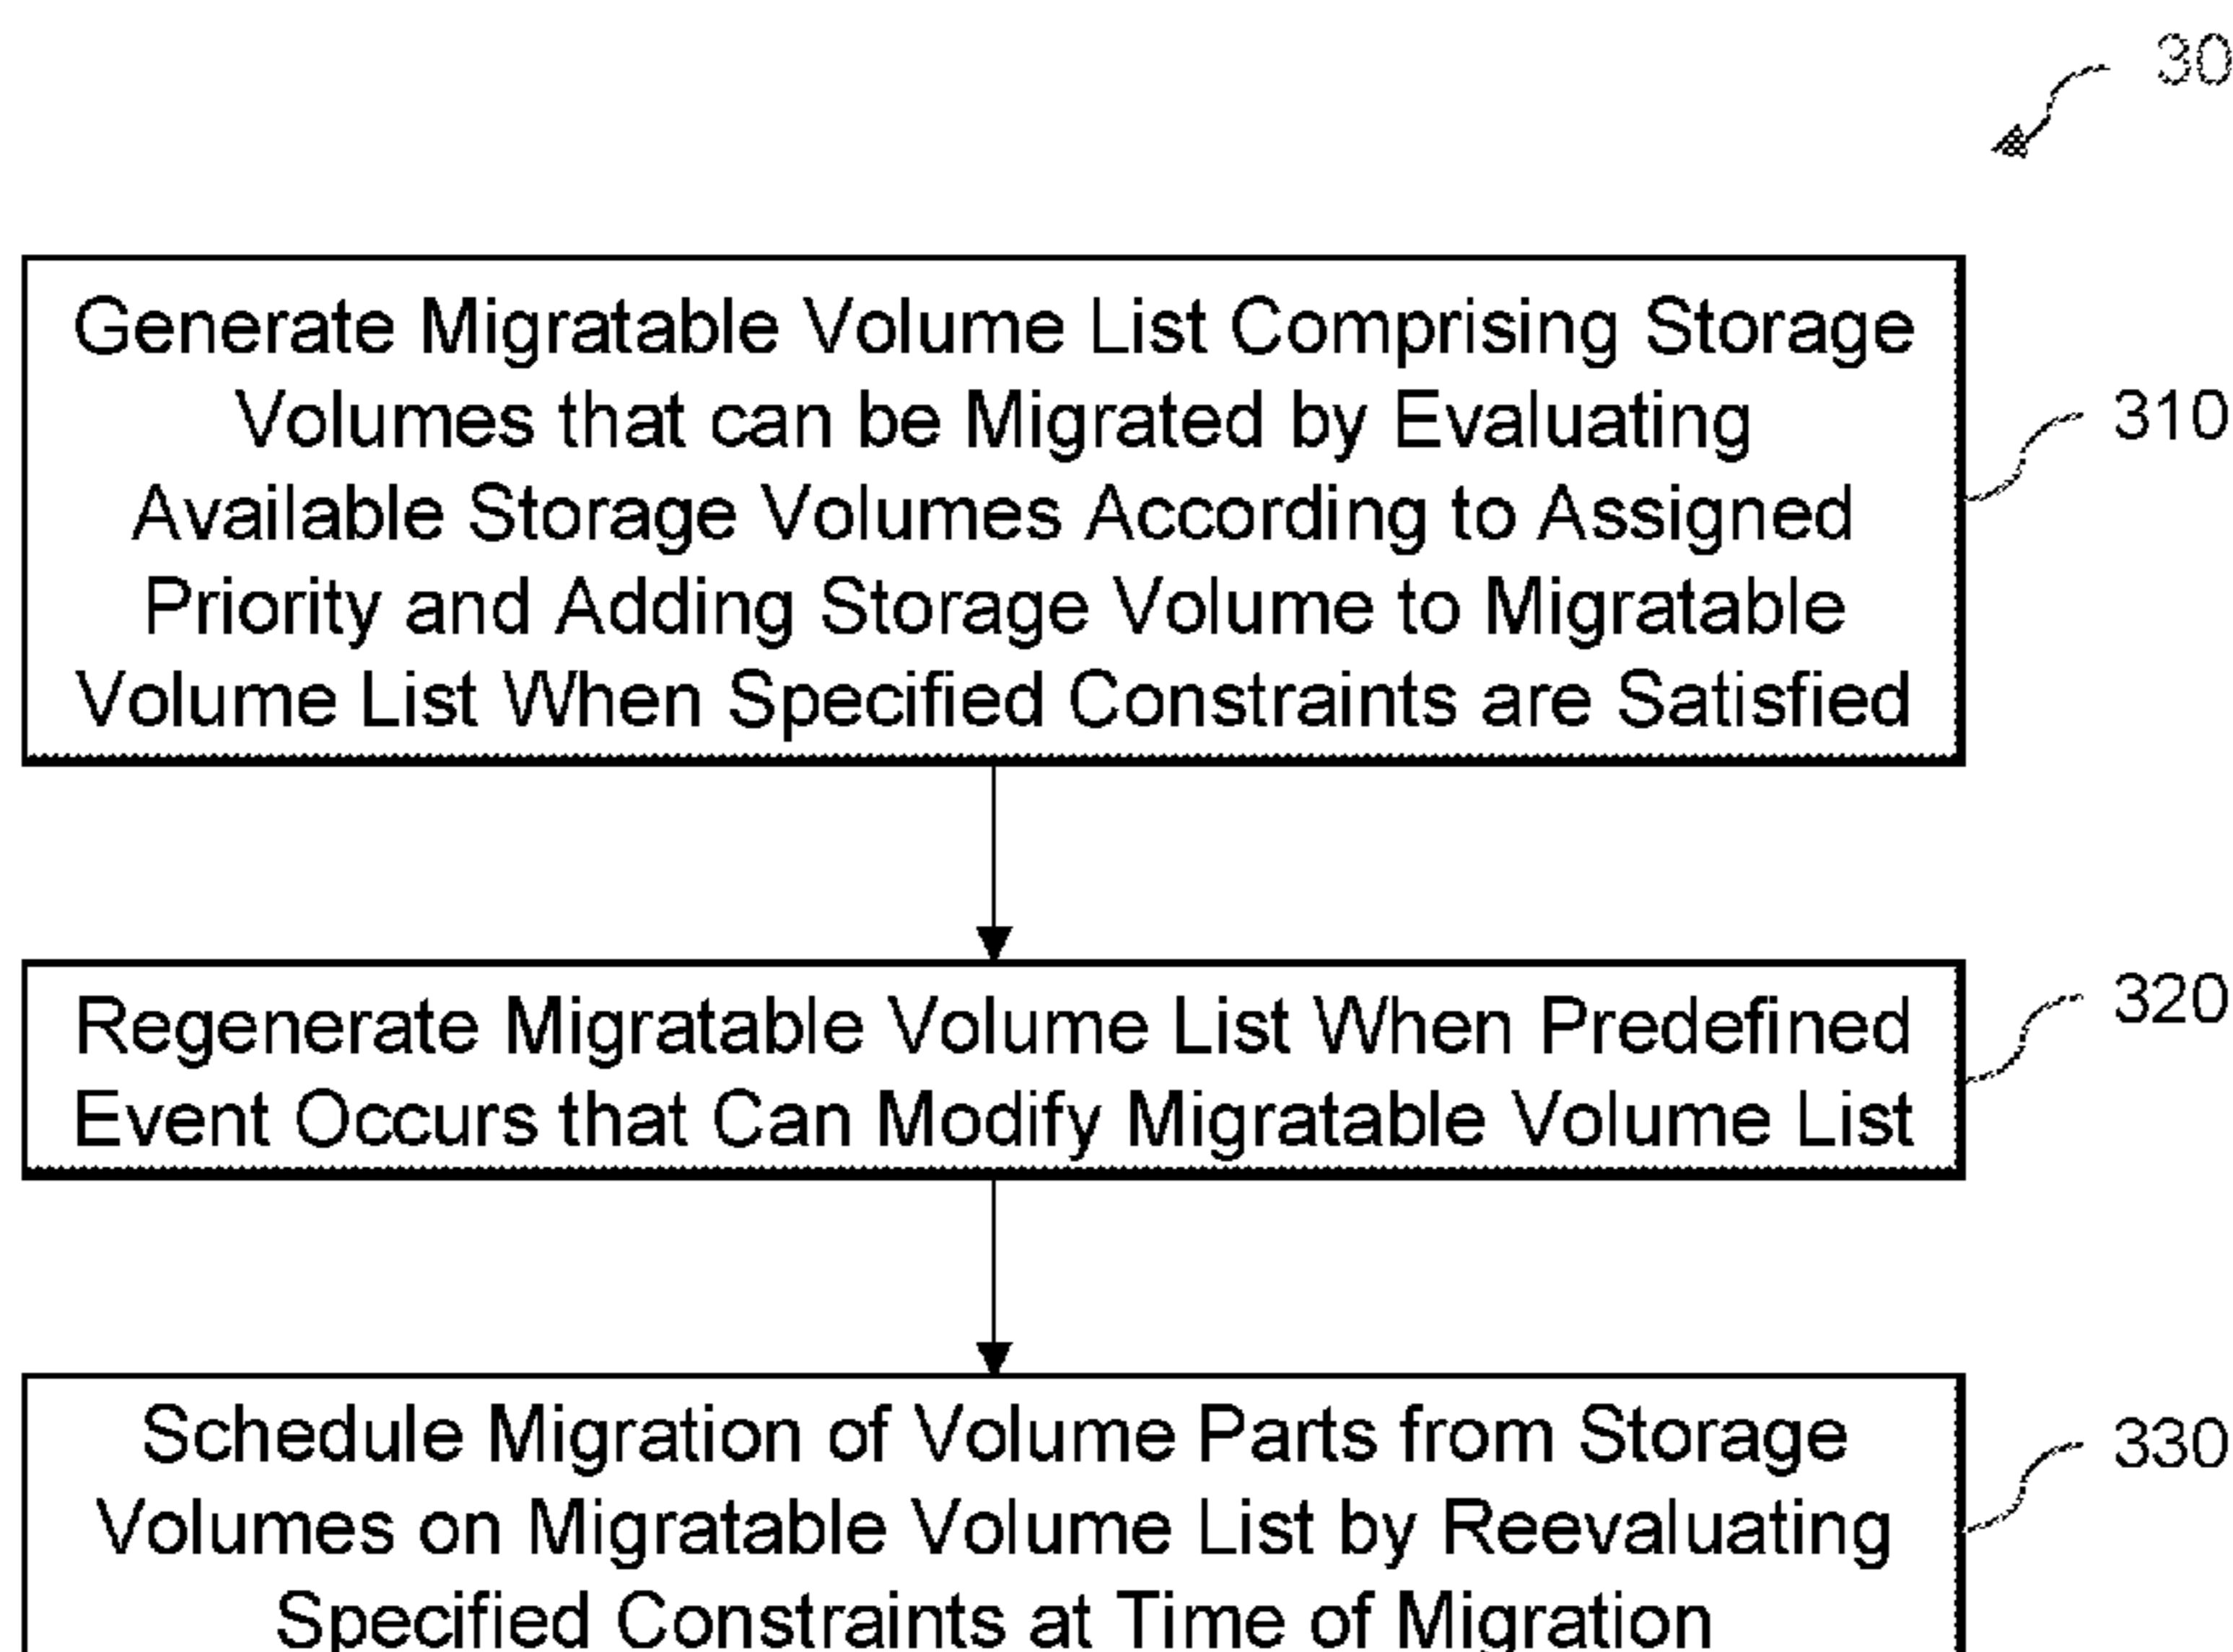 30
Generate Migratable Volume List Comprising Storage
Volumes that can be Migrated by Evaluating
Available Storage Volumes According to Assigned
Priority and Adding Storage Volume to Migratable
Volume List When Specified Constraints are Satisfied
310
Regenerate Migratable Volume List When Predefined
Event Occurs that Can Modify Migratable Volume List
320
Schedule Migration of Volume Parts from Storage
Volumes on Migratable Volume List by Reevaluating
Specified Constraints at Time of Migration
330